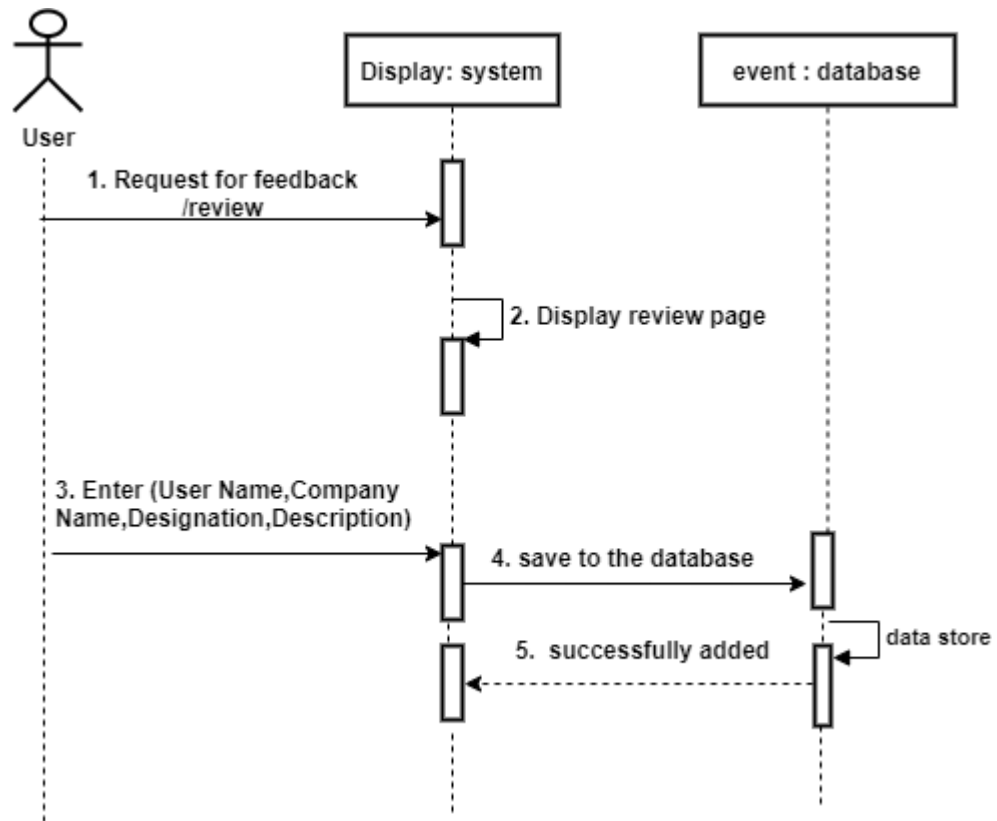 User
Display: system
event : database
1. Request for feedback
/review
2. Display review page
3. Enter (User Name,Company
Name,Designation,Description)
4. save to the database
data store
5. successfully added